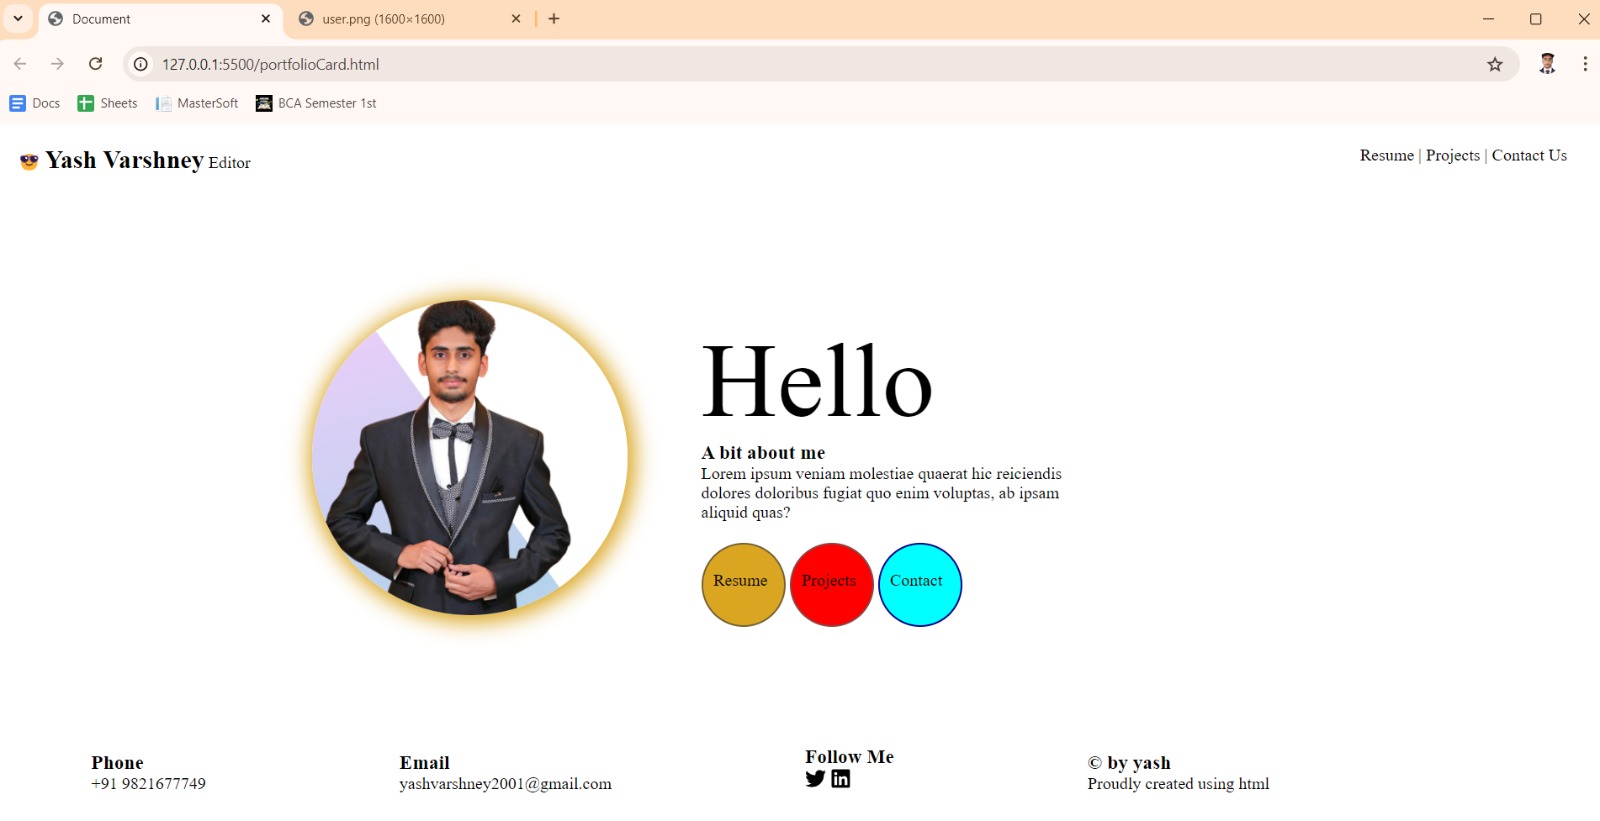 Document
user.png (1600×1600)
127.0.0.1:5500/portfolioCard.html
Docs
Sheets
MasterSoft
BCA Semester 1st
Yash Varshney Editor
Resume | Projects | Contact Us
Hello
A bit about me
Lorem ipsum veniam molestiae quaerat hic reiciendis
dolores doloribus fugiat quo enim voluptas, ab ipsam
aliquid quas?
Resume
Projects
Contact
Phone
+91 9821677749
Email
yashvarshney2001@gmail.com
Follow Me
in
© by yash
Proudly created using html